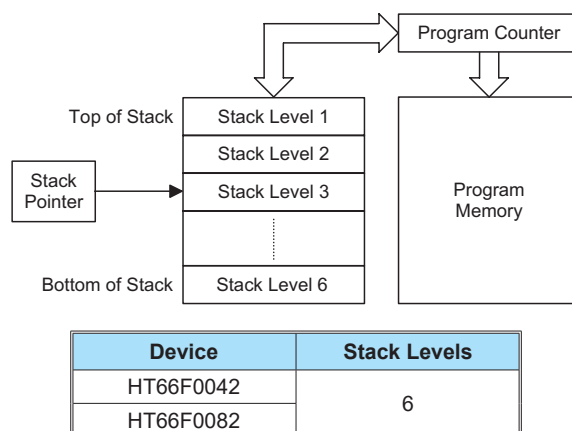 Program Counter
Top of Stack
Stack Level 1
Stack Level 2
Stack Pointer
Stack Level 3
Program Memory
Bottom of Stack
Stack Level 6
Device
Stack Levels
HT66F0042
6
HT66F0082